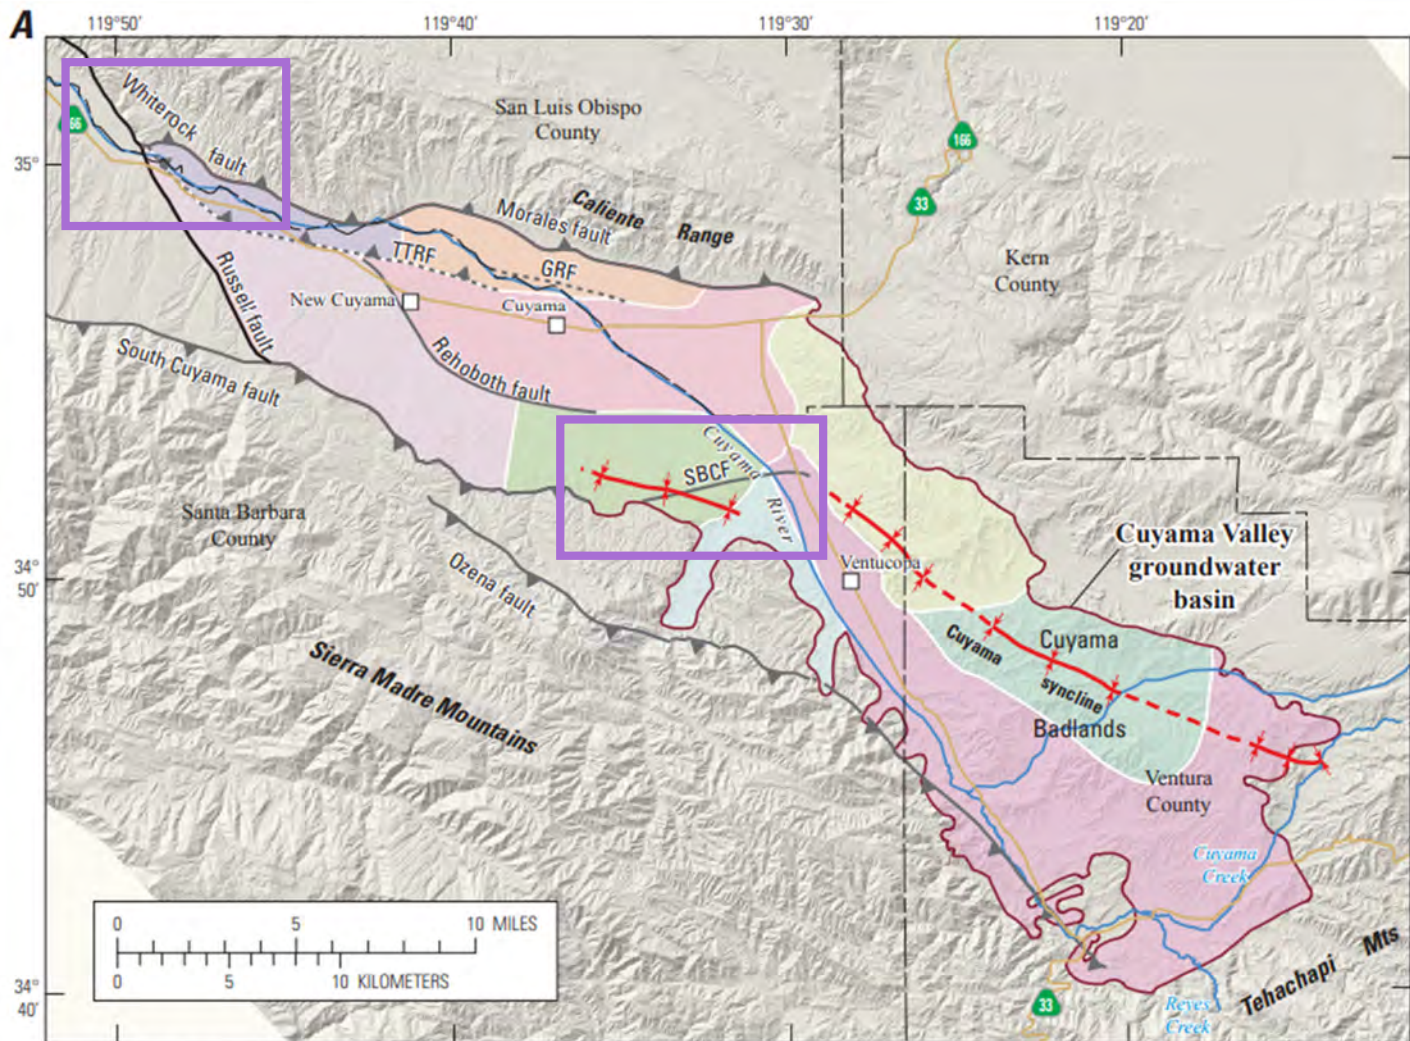 A
119°50′
119°40′
119°30′
119°20′
35°
34°
50′
34°
40′
66
166
33
33
Whiterock
fault
San Luis Obispo
County
Caliente
Range
Morales fault
Kern
County
TTRF
GRF
Russell fault
New Cuyama
Cuyama
Rehoboth fault
South Cuyama fault
Cuyama
River
SBCF
Santa Barbara
County
Ozena fault
Ventucopa
Cuyama Valley
groundwater
basin
Sierra Madre Mountains
Cuyama
syncline
Cuyama
Badlands
Ventura
County
Cuyama
Creek
Reyes
Creek
Tehachapi Mts
0 5 10 MILES
0 5 10 KILOMETERS